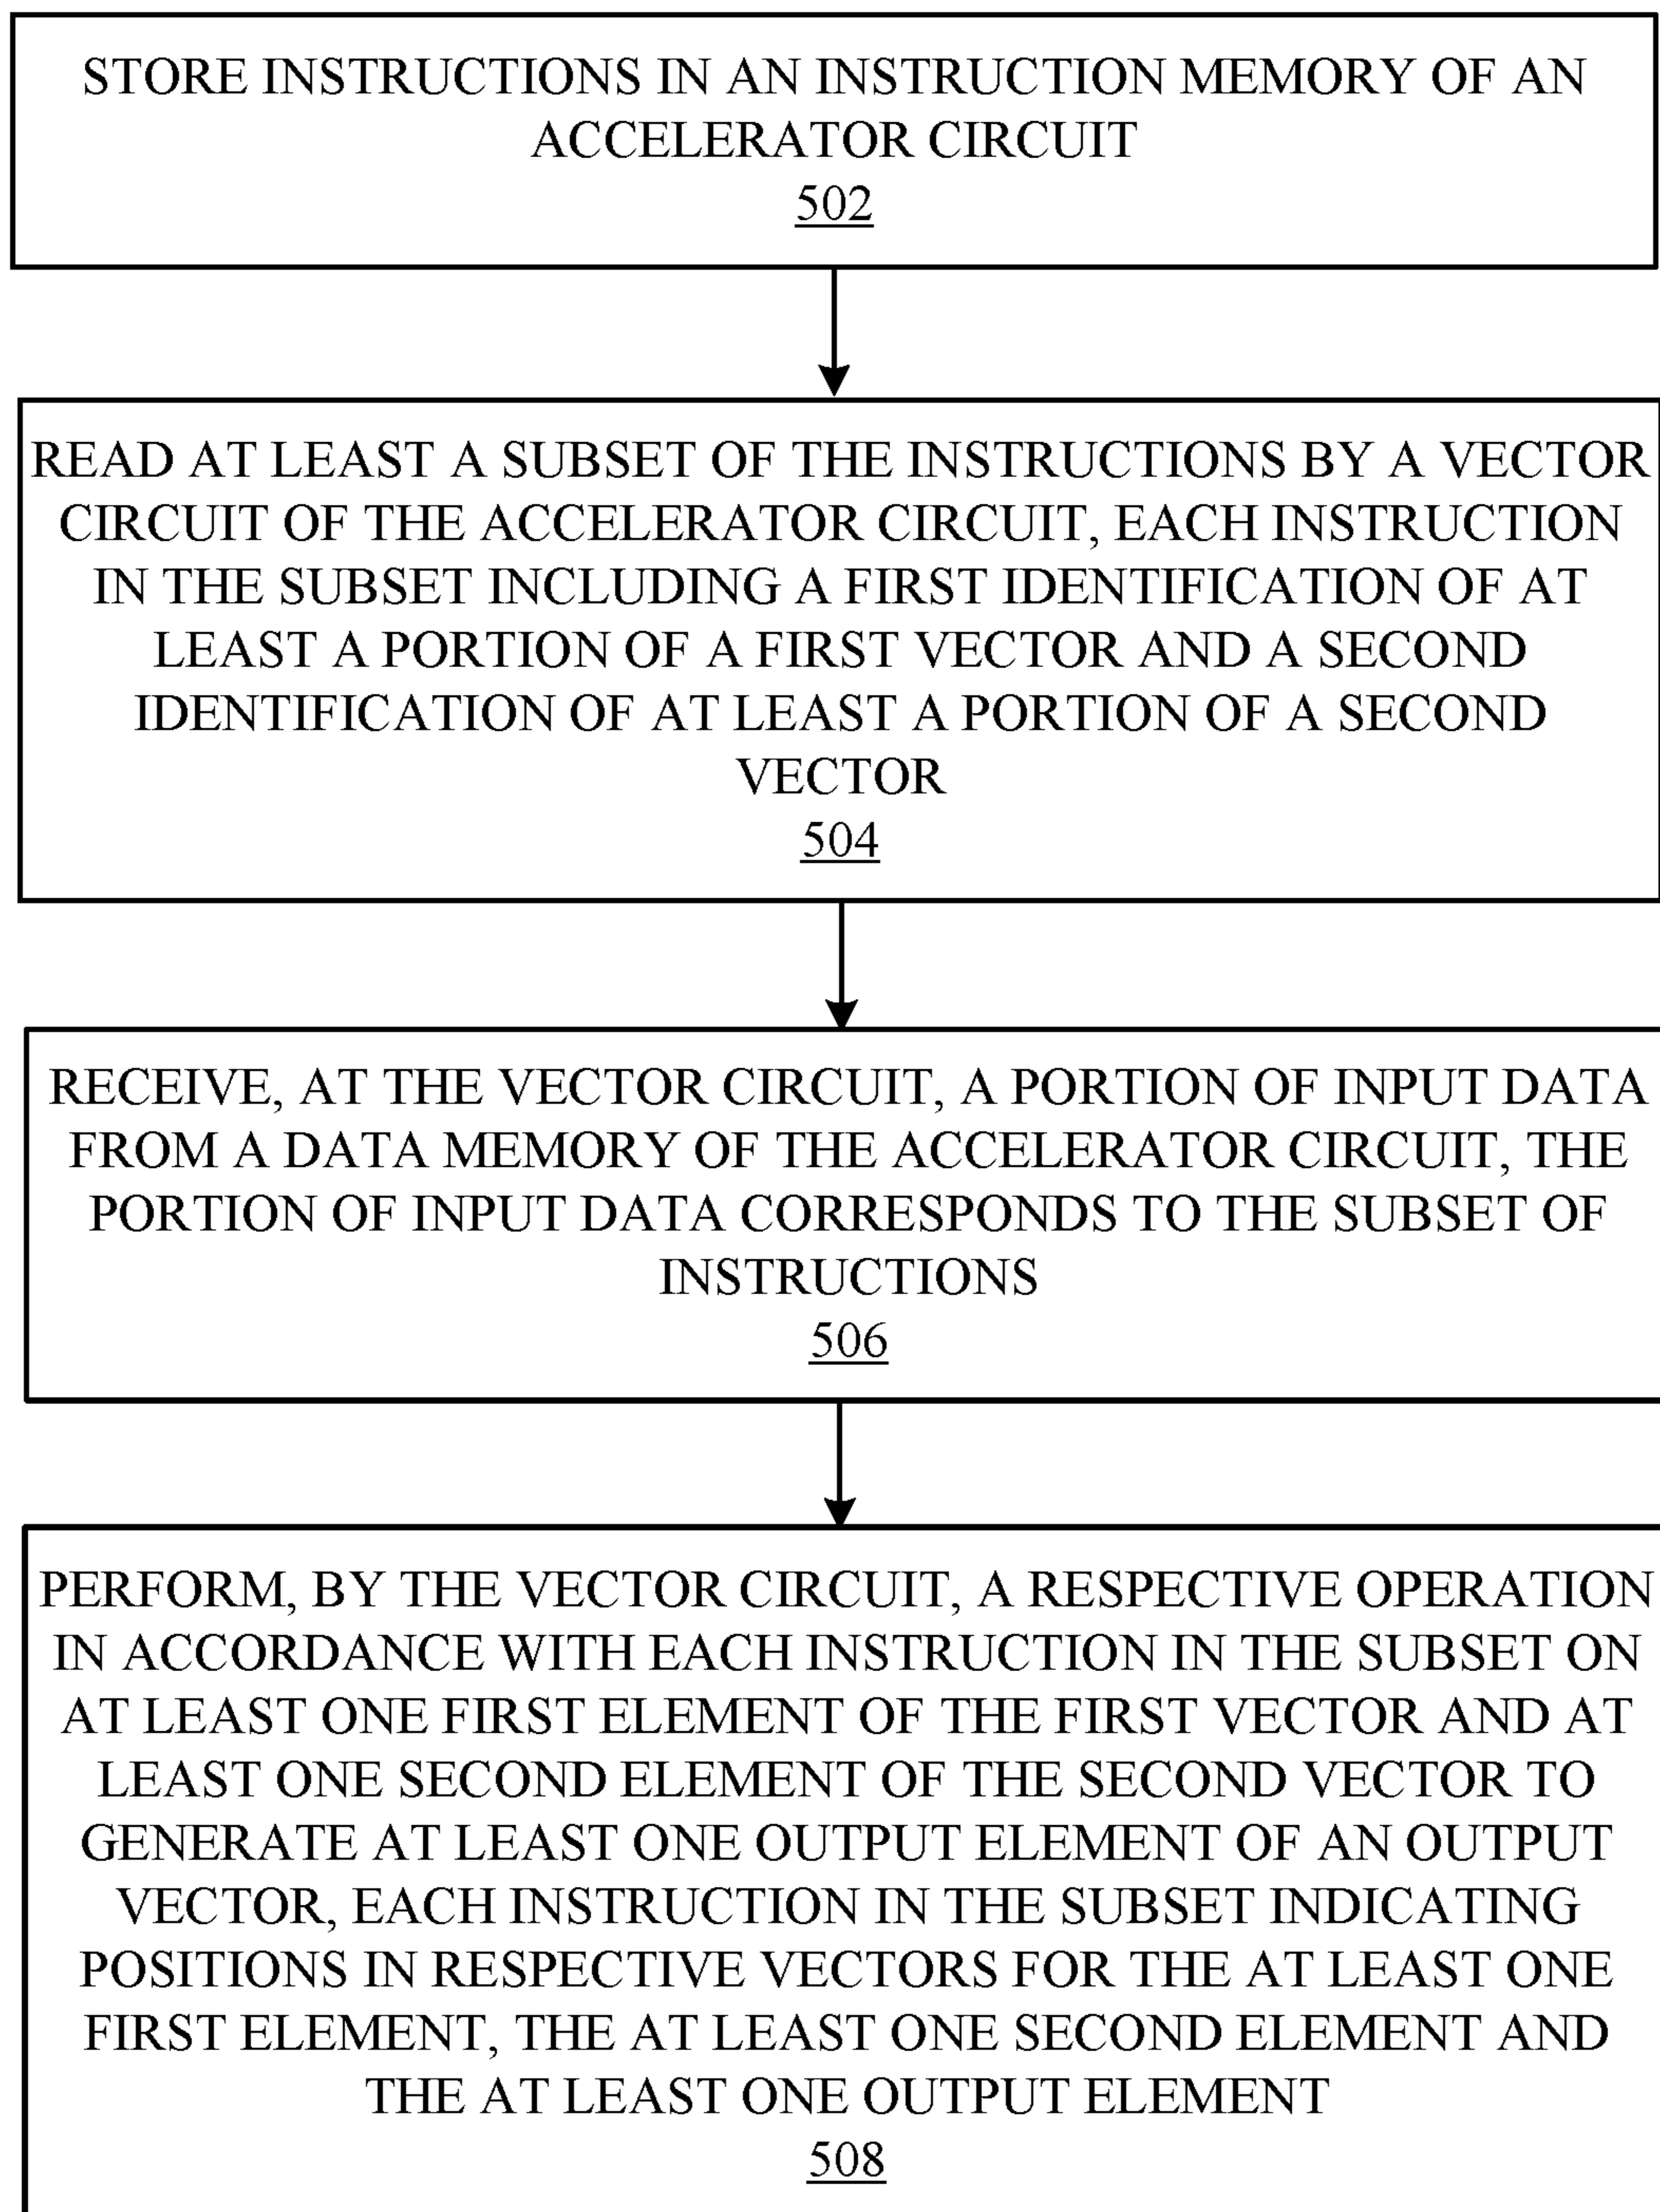 STORE INSTRUCTIONS IN AN INSTRUCTION MEMORY OF AN
ACCELERATOR CIRCUIT
502
READ AT LEAST A SUBSET OF THE INSTRUCTIONS BY A VECTOR
CIRCUIT OF THE ACCELERATOR CIRCUIT, EACH INSTRUCTION
IN THE SUBSET INCLUDING A FIRST IDENTIFICATION OF AT
LEAST A PORTION OF A FIRST VECTOR AND A SECOND
IDENTIFICATION OF AT LEAST A PORTION OF A SECOND
VECTOR
504
RECEIVE, AT THE VECTOR CIRCUIT, A PORTION OF INPUT DATA
FROM A DATA MEMORY OF THE ACCELERATOR CIRCUIT, THE
PORTION OF INPUT DATA CORRESPONDS TO THE SUBSET OF
INSTRUCTIONS
506
PERFORM, BY THE VECTOR CIRCUIT, A RESPECTIVE OPERATION
IN ACCORDANCE WITH EACH INSTRUCTION IN THE SUBSET ON
AT LEAST ONE FIRST ELEMENT OF THE FIRST VECTOR AND AT
LEAST ONE SECOND ELEMENT OF THE SECOND VECTOR TO
GENERATE AT LEAST ONE OUTPUT ELEMENT OF AN OUTPUT
VECTOR, EACH INSTRUCTION IN THE SUBSET INDICATING
POSITIONS IN RESPECTIVE VECTORS FOR THE AT LEAST ONE
FIRST ELEMENT, THE AT LEAST ONE SECOND ELEMENT AND
THE AT LEAST ONE OUTPUT ELEMENT
508